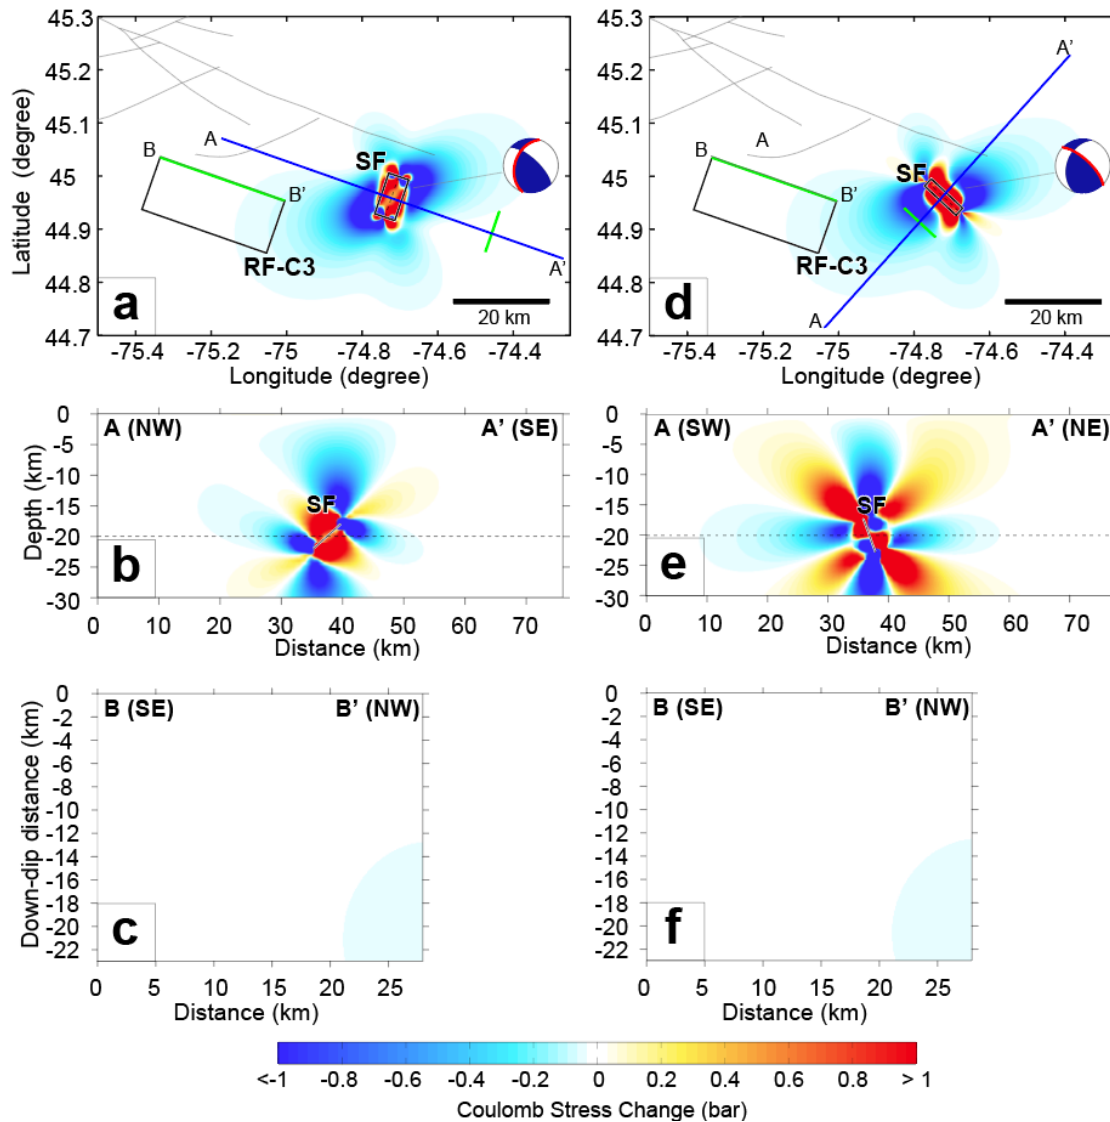 45.3
45.2
45.1
45
44.9
44.8
44.7
Latitude (degree)
A
B
B'
SF
RF-C3
A'
20 km
a
-75.4 -75.2 -75 -74.8 -74.6 -74.4
Longitude (degree)
45.3
45.2
45.1
45
44.9
44.8
44.7
A'
A
B
B'
SF
RF-C3
A
20 km
d
-75.4 -75.2 -75 -74.8 -74.6 -74.4
Longitude (degree)
0
-5
-10
-15
-20
-25
-30
Depth (km)
A (NW) A' (SE)
SF
b
0 10 20 30 40 50 60 70
Distance (km)
0
-5
-10
-15
-20
-25
-30
A (SW) A' (NE)
SF
e
0 10 20 30 40 50 60 70
Distance (km)
0
-2
-4
-6
-8
-10
-12
-14
-16
-18
-20
-22
Down-dip distance (km)
B (SE) B' (NW)
c
0 5 10 15 20 25
Distance (km)
0
-2
-4
-6
-8
-10
-12
-14
-16
-18
-20
-22
B (SE) B' (NW)
f
0 5 10 15 20 25
Distance (km)
<-1 -0.8 -0.6 -0.4 -0.2 0 0.2 0.4 0.6 0.8 > 1
Coulomb Stress Change (bar)